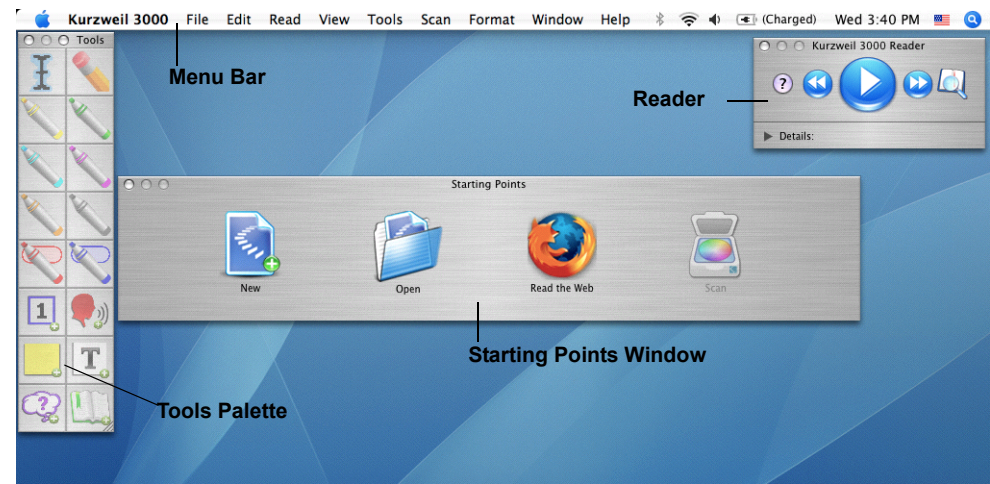 Kurzweil 3000 File Edit Read View Tools Scan Format Window Help (Charged) Wed 3:40 PM
Tools
Kurzweil 3000 Reader
Menu Bar
?
Reader
Details:
Starting Points
New
Open
Read the Web
Scan
1
Starting Points Window
T
Tools Palette
?